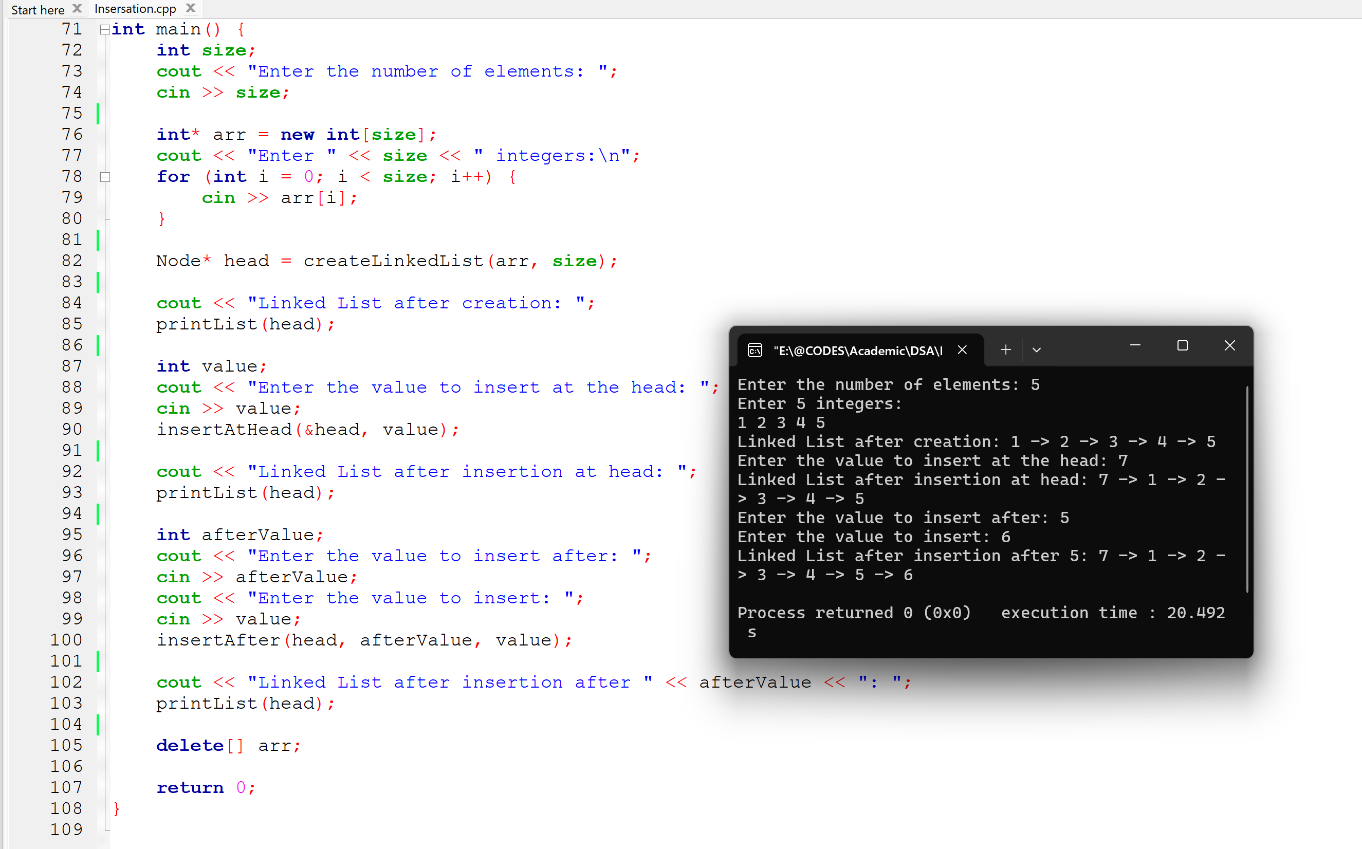 Start here Insersation.cpp
71 int main() {
72 int size;
73 cout << "Enter the number of elements: ";
74 cin >> size;
75
76 int* arr = new int[size];
77 cout << "Enter " << size << " integers:\n";
78 for (int i = 0; i < size; i++) {
79 cin >> arr[i];
80 }
81
82 Node* head = createLinkedList(arr, size);
83
84 cout << "Linked List after creation: ";
85 printList(head);
86
87 int value;
88 cout << "Enter the value to insert at the head: ";
89 cin >> value;
90 insertAtHead(&head, value);
91
92 cout << "Linked List after insertion at head: ";
93 printList(head);
94
95 int afterValue;
96 cout << "Enter the value to insert after: ";
97 cin >> afterValue;
98 cout << "Enter the value to insert: ";
99 cin >> value;
100 insertAfter(head, afterValue, value);
101
102 cout << "Linked List after insertion after " << afterValue << ": ";
103 printList(head);
104
105 delete[] arr;
106
107 return 0;
108 }
109
"E:\@CODES\Academic\DSA\I
Enter the number of elements: 5
Enter 5 integers:
1 2 3 4 5
Linked List after creation: 1 -> 2 -> 3 -> 4 -> 5
Enter the value to insert at the head: 7
Linked List after insertion at head: 7 -> 1 -> 2 -
> 3 -> 4 -> 5
Enter the value to insert after: 5
Enter the value to insert: 6
Linked List after insertion after 5: 7 -> 1 -> 2 -
> 3 -> 4 -> 5 -> 6
Process returned 0 (0x0) execution time : 20.492
s